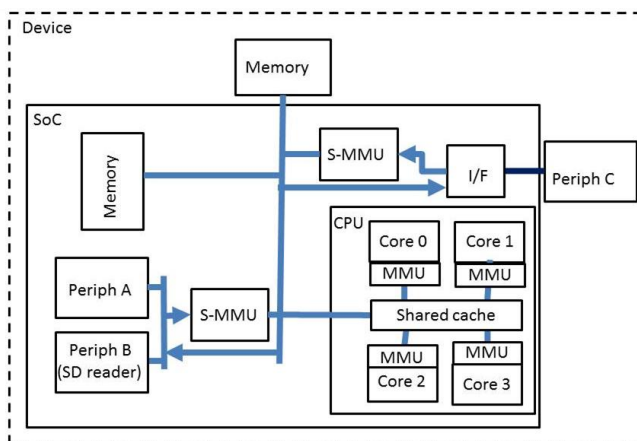 Device
Memory
SoC
S-MMU
Memory
I/F
Periph C
CPU
Core 0
Core 1
MMU
MMU
Periph A
S-MMU
Shared cache
Periph B
(SD reader)
MMU
MMU
Core 2
Core 3